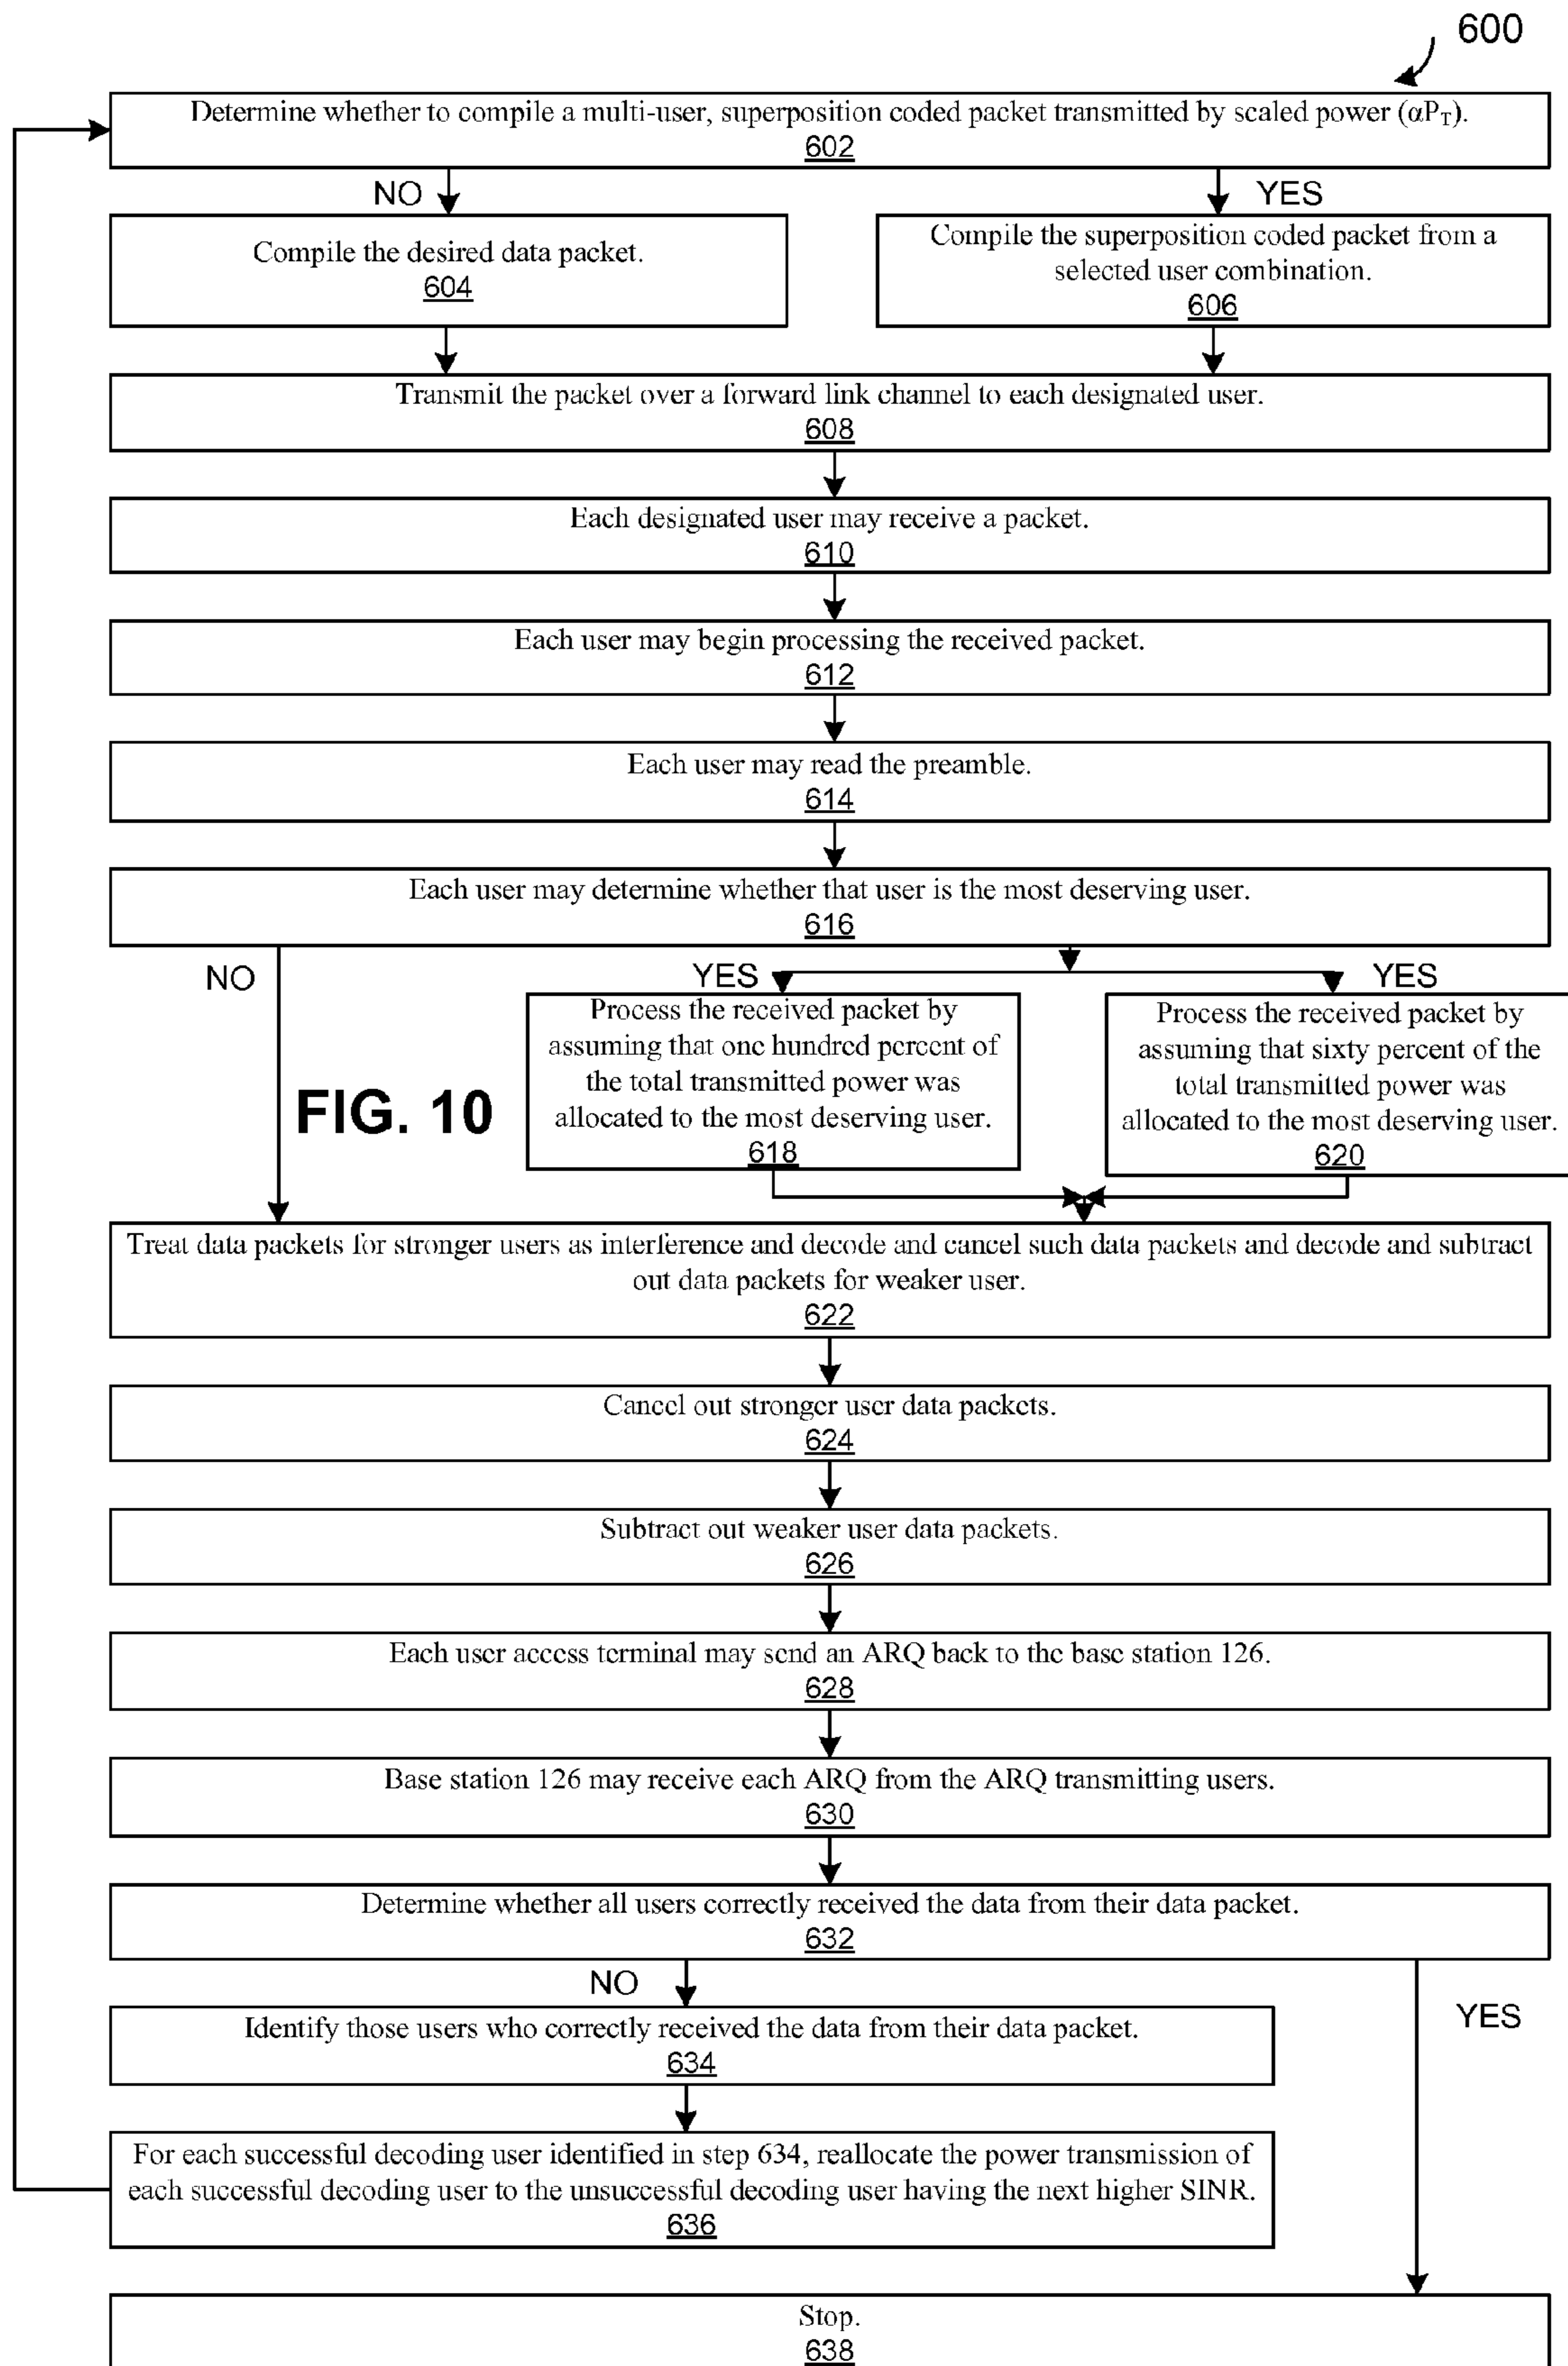 600
Determine whether to compile a multi-user, superposition coded packet transmitted by scaled power (αPT).
602
NO
YES
Compile the desired data packet.
604
Compile the superposition coded packet from a
selected user combination.
606
Transmit the packet over a forward link channel to each designated user.
608
Each designated user may receive a packet.
610
Each user may begin processing the received packet.
612
Each user may read the preamble.
614
Each user may determine whether that user is the most deserving user.
616
NO
YES
YES
Process the received packet by
assuming that one hundred percent of
the total transmitted power was
allocated to the most deserving user.
618
Process the received packet by
assuming that sixty percent of the
total transmitted power was
allocated to the most deserving user.
620
FIG. 10
Treat data packets for stronger users as interference and decode and cancel such data packets and decode and subtract
out data packets for weaker user.
622
Cancel out stronger user data packets.
624
Subtract out weaker user data packets.
626
Each user access terminal may send an ARQ back to the base station 126.
628
Base station 126 may receive each ARQ from the ARQ transmitting users.
630
Determine whether all users correctly received the data from their data packet.
632
NO
YES
Identify those users who correctly received the data from their data packet.
634
For each successful decoding user identified in step 634, reallocate the power transmission of
each successful decoding user to the unsuccessful decoding user having the next higher SINR.
636
Stop.
638